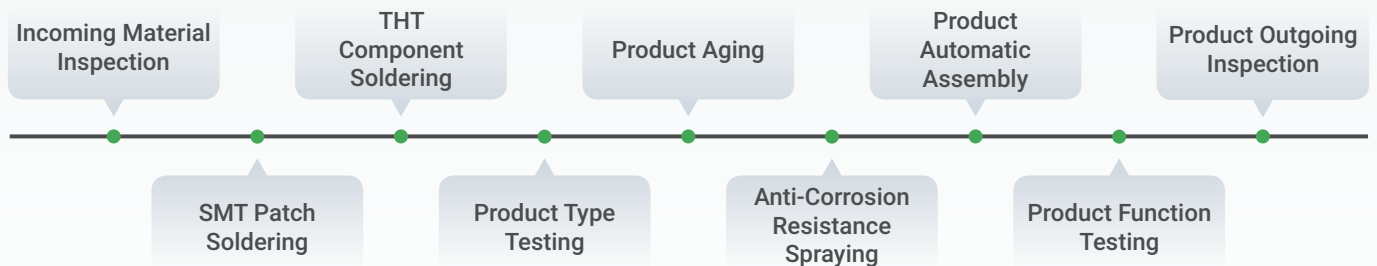 Incoming Material
Inspection
SMT Patch
Soldering
THT
Component
Soldering
Product Type
Testing
Product Aging
Anti-Corrosion
Resistance
Spraying
Product
Automatic
Assembly
Product Function
Testing
Product Outgoing
Inspection